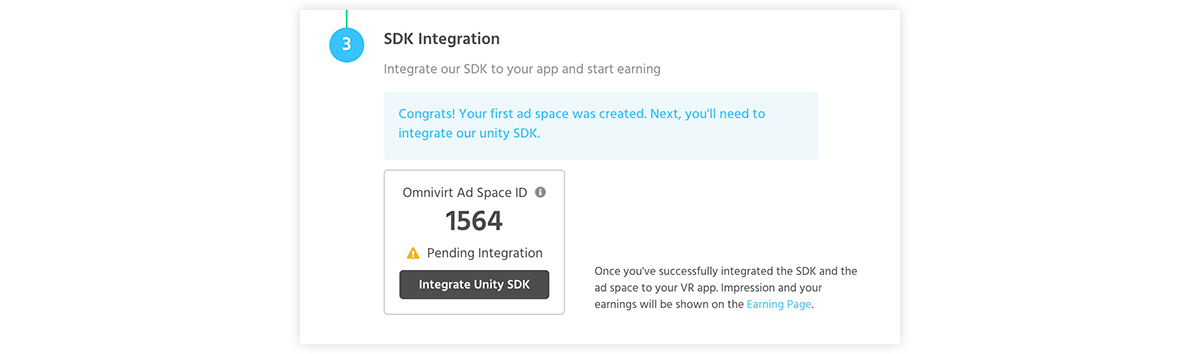 3
SDK Integration
Integrate our SDK to your app and start earning
Congrats! Your first ad space was created. Next, you'll need to
integrate our unity SDK.
Omnivirt Ad Space ID
1564
Pending Integration
Integrate Unity SDK
Once you've successfully integrated the SDK and the
ad space to your VR app. Impression and your
earnings will be shown on the Earning Page.